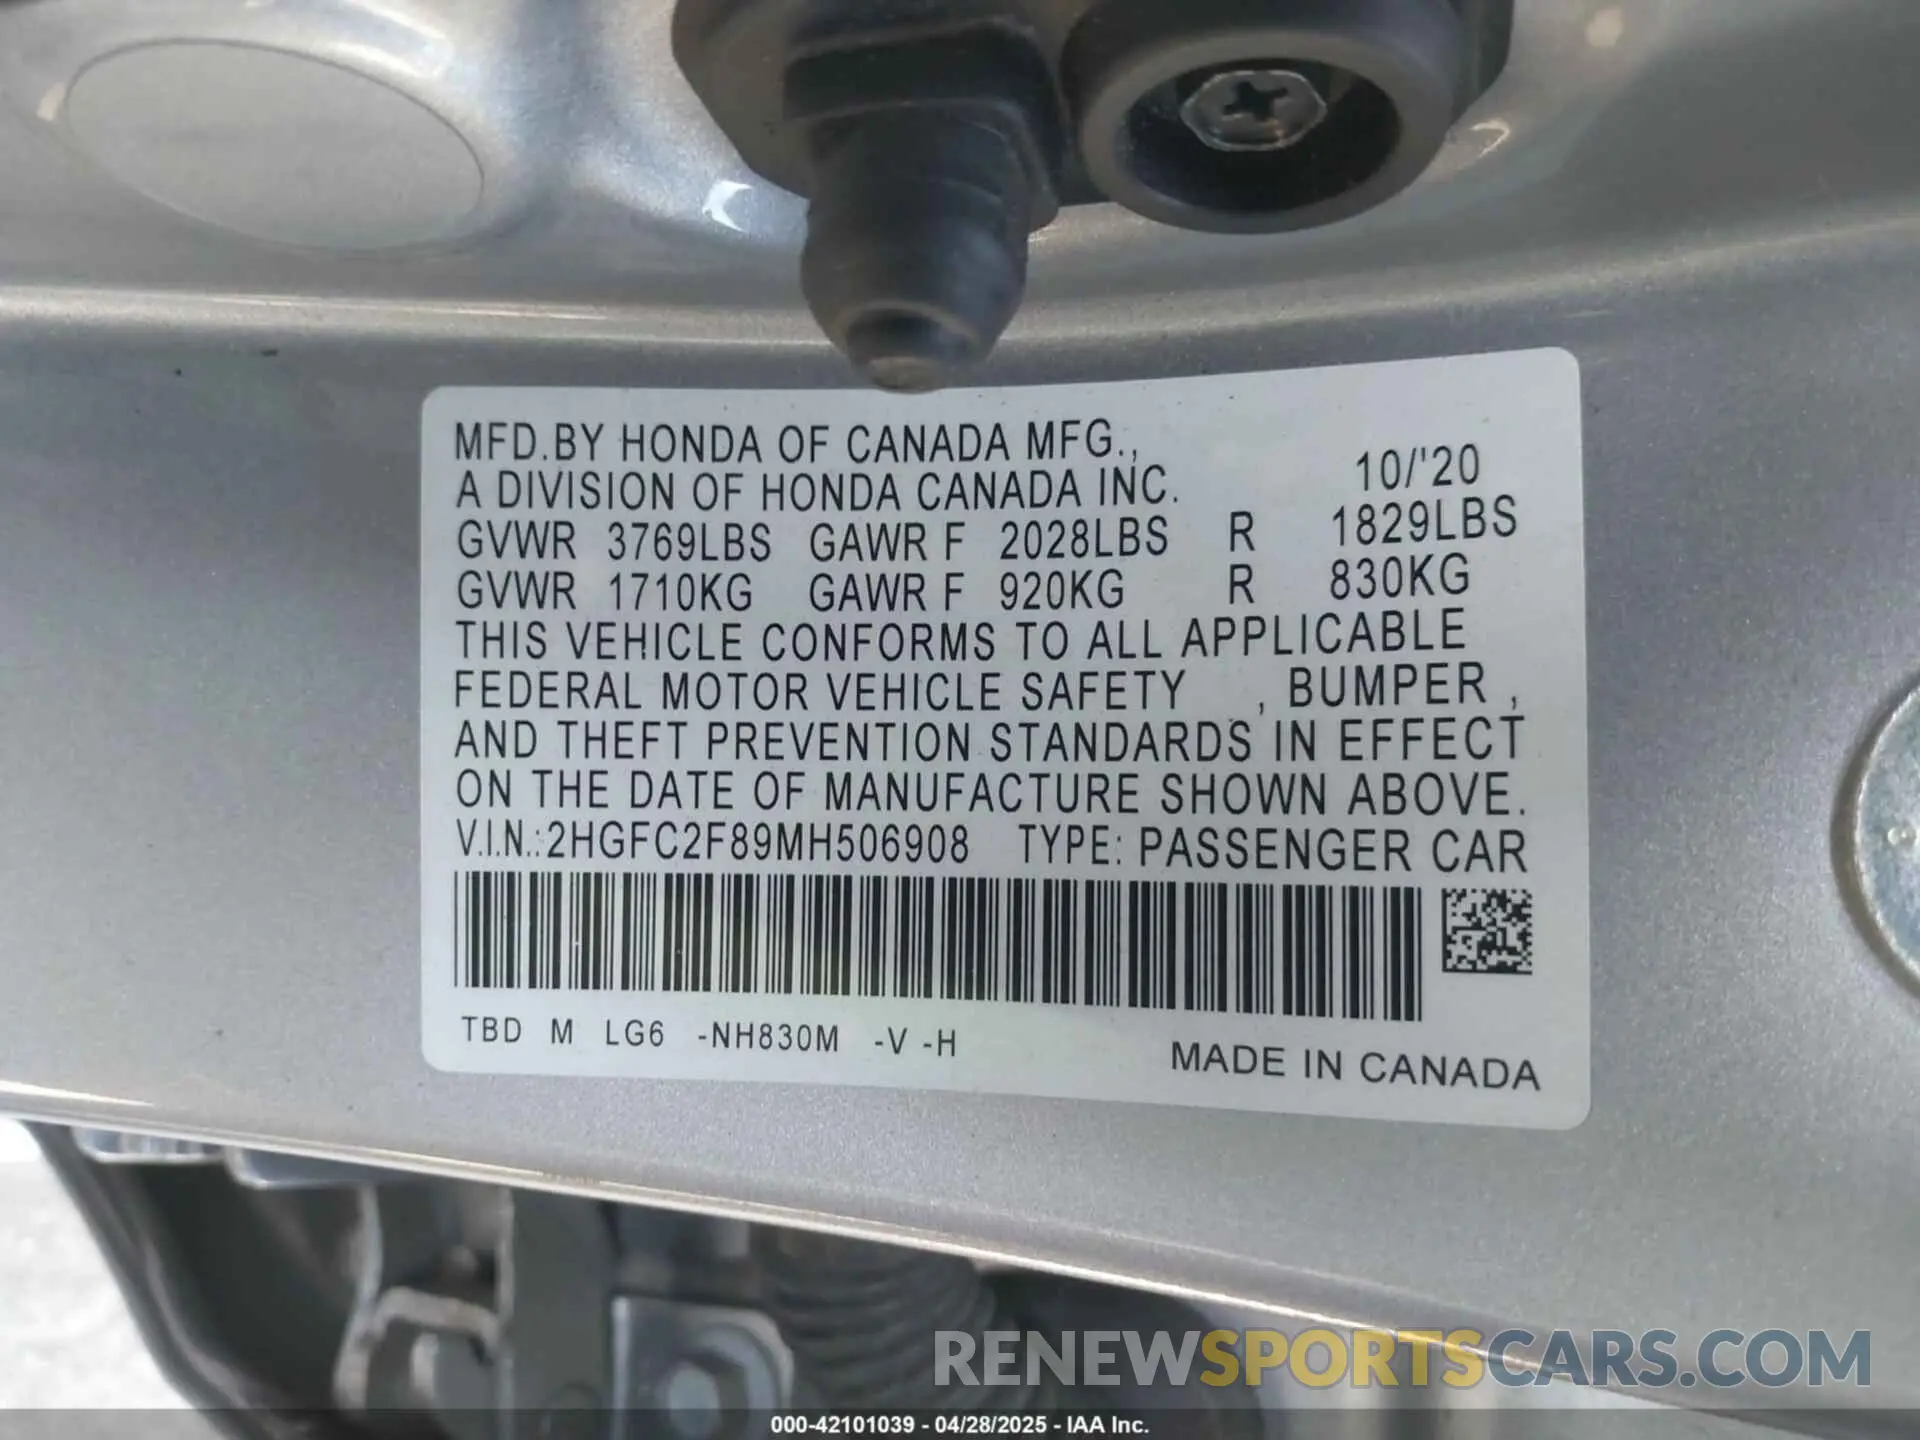 MFD.BY HONDA OF CANADA MFG.,
A DIVISION OF HONDA CANADA INC. 10/'20
GVWR 3769LBS GAWR F 2028LBS R 1829LBS
GVWR 1710KG GAWR F 920KG R 830KG
THIS VEHICLE CONFORMS TO ALL APPLICABLE
FEDERAL MOTOR VEHICLE SAFETY , BUMPER ,
AND THEFT PREVENTION STANDARDS IN EFFECT
ON THE DATE OF MANUFACTURE SHOWN ABOVE.
V.I.N.:2HGFC2F89MH506908 TYPE: PASSENGER CAR
TBD M LG6 -NH830M -V -H
MADE IN CANADA
RENEWSPORTSCARS.COM
000-42101039 - 04/28/2025 - IAA Inc.